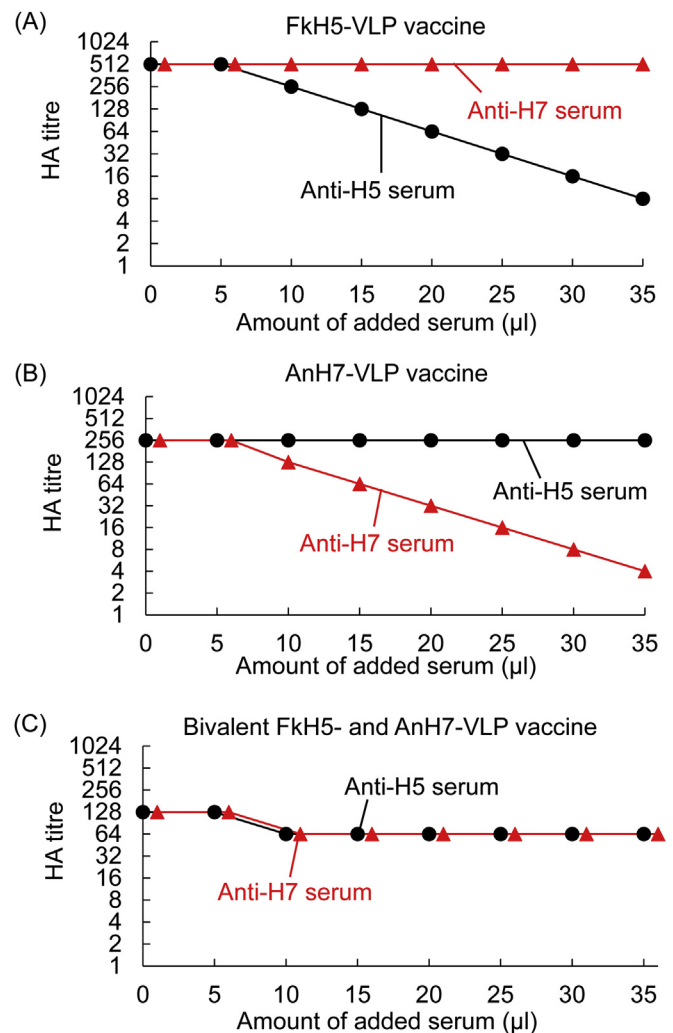 (A) FkH5-VLP vaccine
1024
512
256
128
64
32
16
8
4
2
1
HA titre
Anti-H7 serum
Anti-H5 serum
0 5 10 15 20 25 30 35
Amount of added serum (µl)
(B) AnH7-VLP vaccine
1024
512
256
128
64
32
16
8
4
2
1
HA titre
Anti-H5 serum
Anti-H7 serum
0 5 10 15 20 25 30 35
Amount of added serum (µl)
(C) Bivalent FkH5- and AnH7-VLP vaccine
1024
512
256
128
64
32
16
8
4
2
1
HA titre
Anti-H5 serum
Anti-H7 serum
0 5 10 15 20 25 30 35
Amount of added serum (µl)